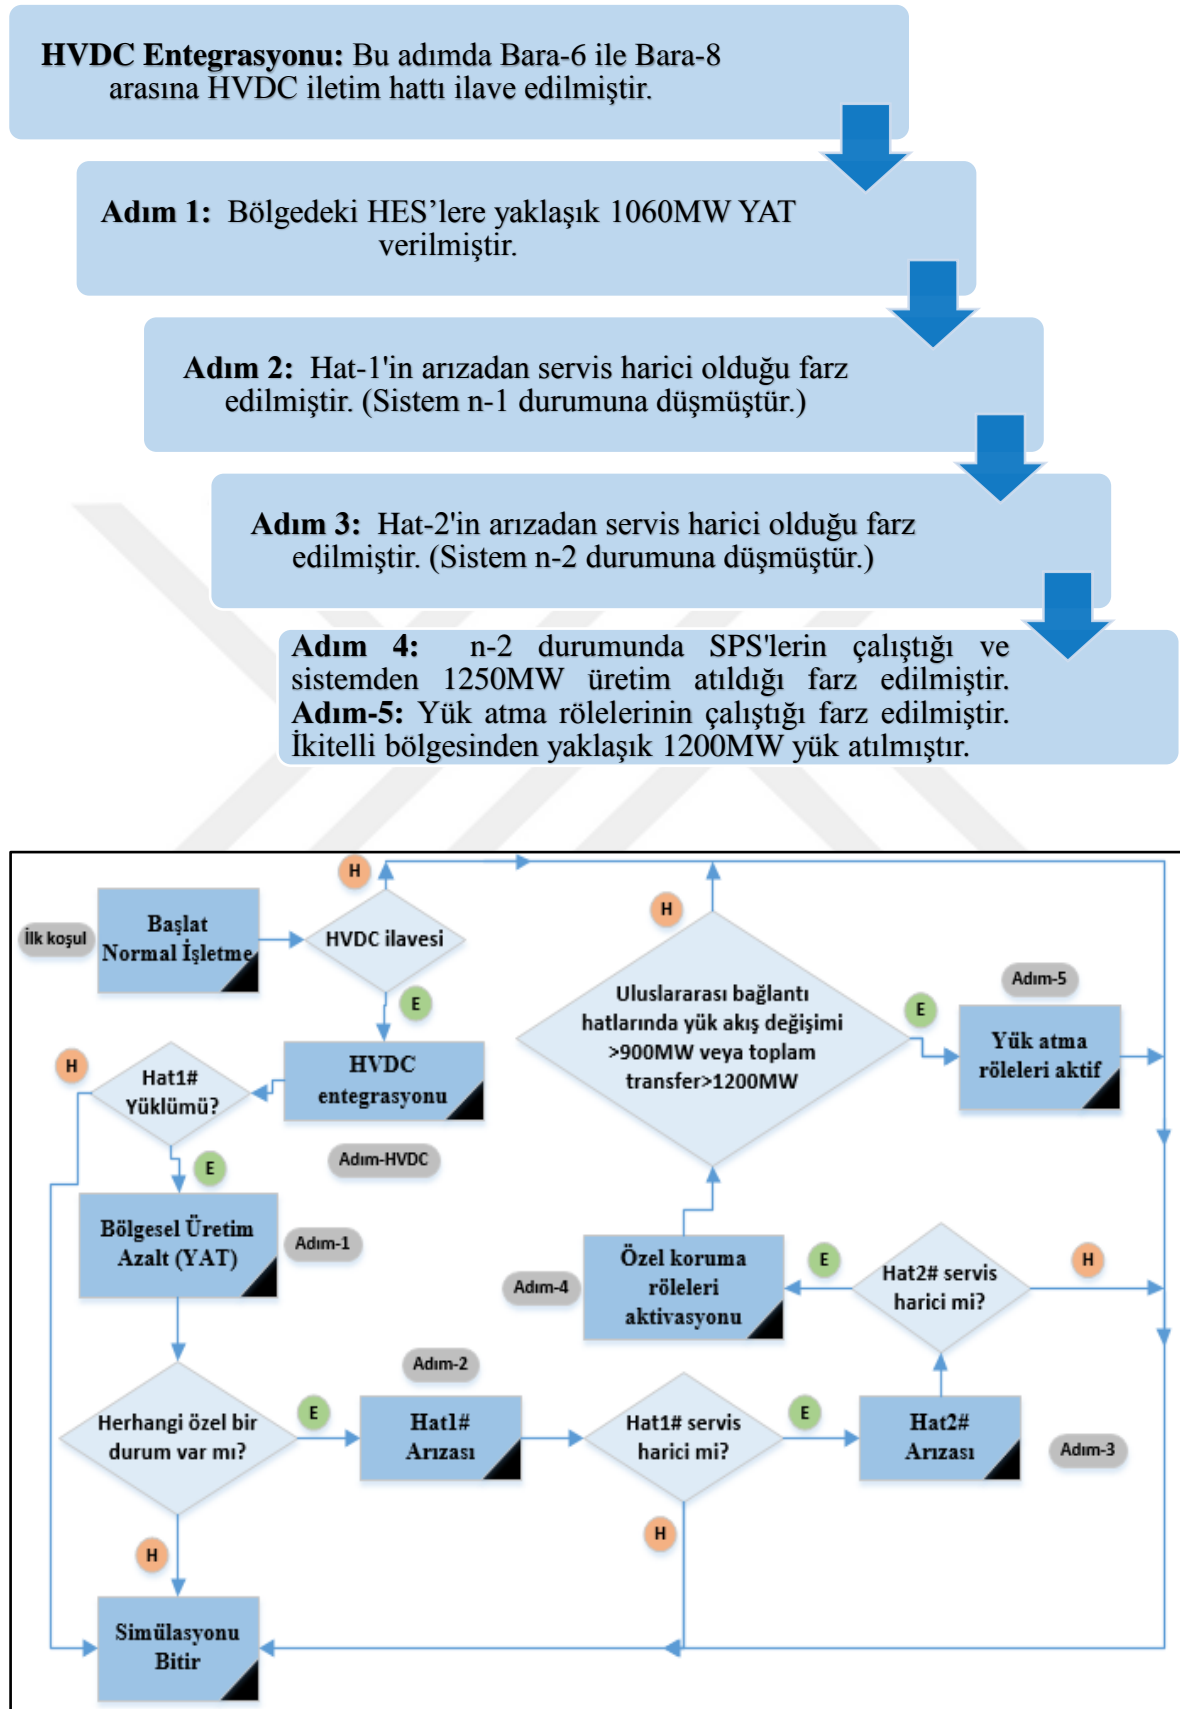 HVDC Entegrasyonu: Bu adımda Bara-6 ile Bara-8
arasına HVDC iletim hattı ilave edilmiştir.
Adım 1: Bölgedeki HES’lere yaklaşık 1060MW YAT
verilmiştir.
Adım 2: Hat-1'in arızadan servis harici olduğu farz
edilmiştir. (Sistem n-1 durumuna düşmüştür.)
Adım 3: Hat-2'in arızadan servis harici olduğu farz
edilmiştir. (Sistem n-2 durumuna düşmüştür.)
Adım 4: n-2 durumunda SPS'lerin çalıştığı ve
sistemden 1250MW üretim atıldığı farz edilmiştir.
Adım-5: Yük atma rölelerinin çalıştığı farz edilmiştir.
İkitelli bölgesinden yaklaşık 1200MW yük atılmıştır.
İlk koşul
Başlat
Normal İşletme
HVDC ilavesi
H
E
HVDC
entegrasyonu
Adım-HVDC
Hat1#
Yüklümü?
H
E
Bölgesel Üretim
Azalt (YAT)
Adım-1
Herhangi özel bir
durum var mı?
E
H
Adım-2
Hat1#
Arızası
Hat1# servis
harici mi?
E
H
Hat2#
Arızası
Adım-3
Hat2# servis
harici mi?
E
H
Özel koruma
röleleri
aktivasyonu
Adım-4
Uluslararası bağlantı
hatlarında yük akış değişimi
>900MW veya toplam
transfer>1200MW
H
E
Adım-5
Yük atma
röleleri aktif
Simülasyonu
Bitir